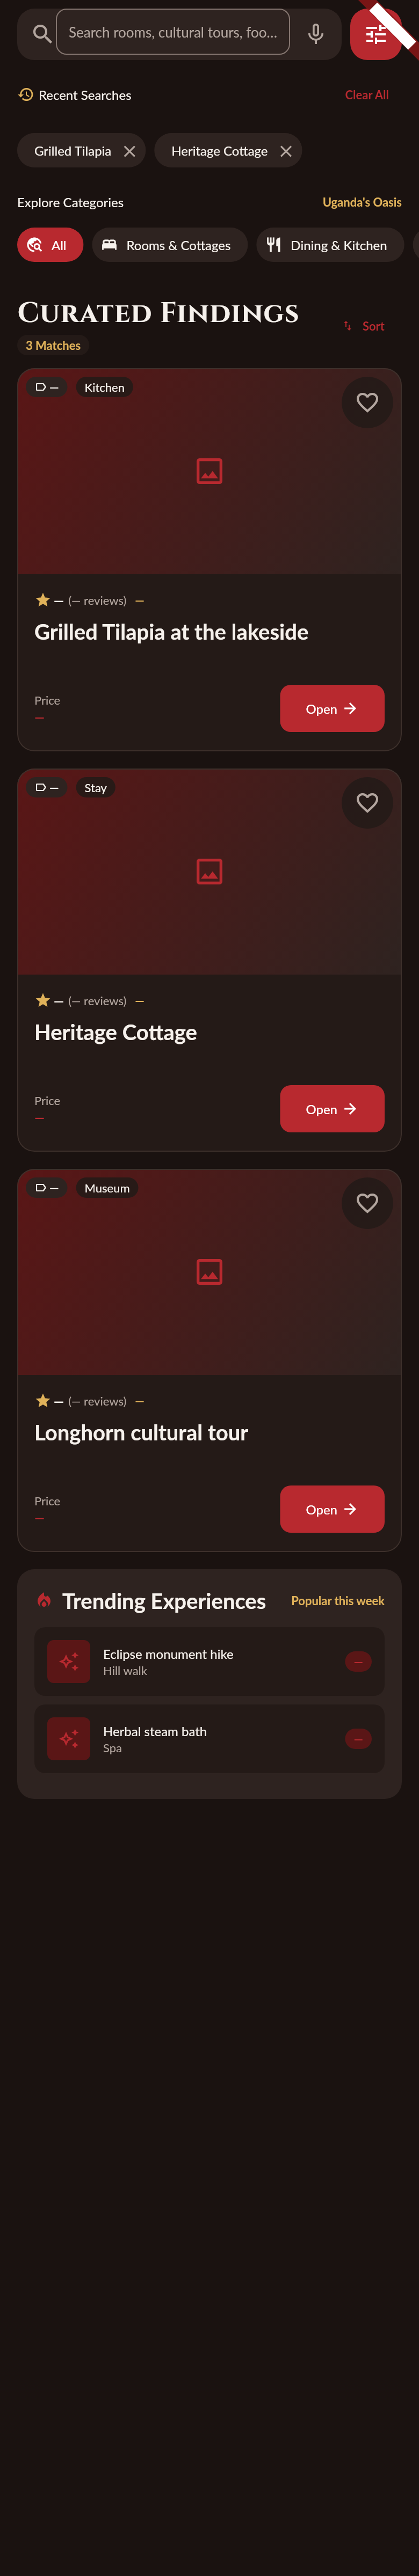 Search rooms, cultural tours, foo...
Recent Searches
Clear All
Grilled Tilapia
Heritage Cottage
Explore Categories
Uganda's Oasis
All
Rooms & Cottages
Dining & Kitchen
Curated Findings
Sort
3 Matches
—
Kitchen
— (— reviews) —
Grilled Tilapia at the lakeside
Price
—
Open
—
Stay
— (— reviews) —
Heritage Cottage
Price
—
Open
—
Museum
— (— reviews) —
Longhorn cultural tour
Price
—
Open
Trending Experiences
Popular this week
Eclipse monument hike
Hill walk
—
Herbal steam bath
Spa
—